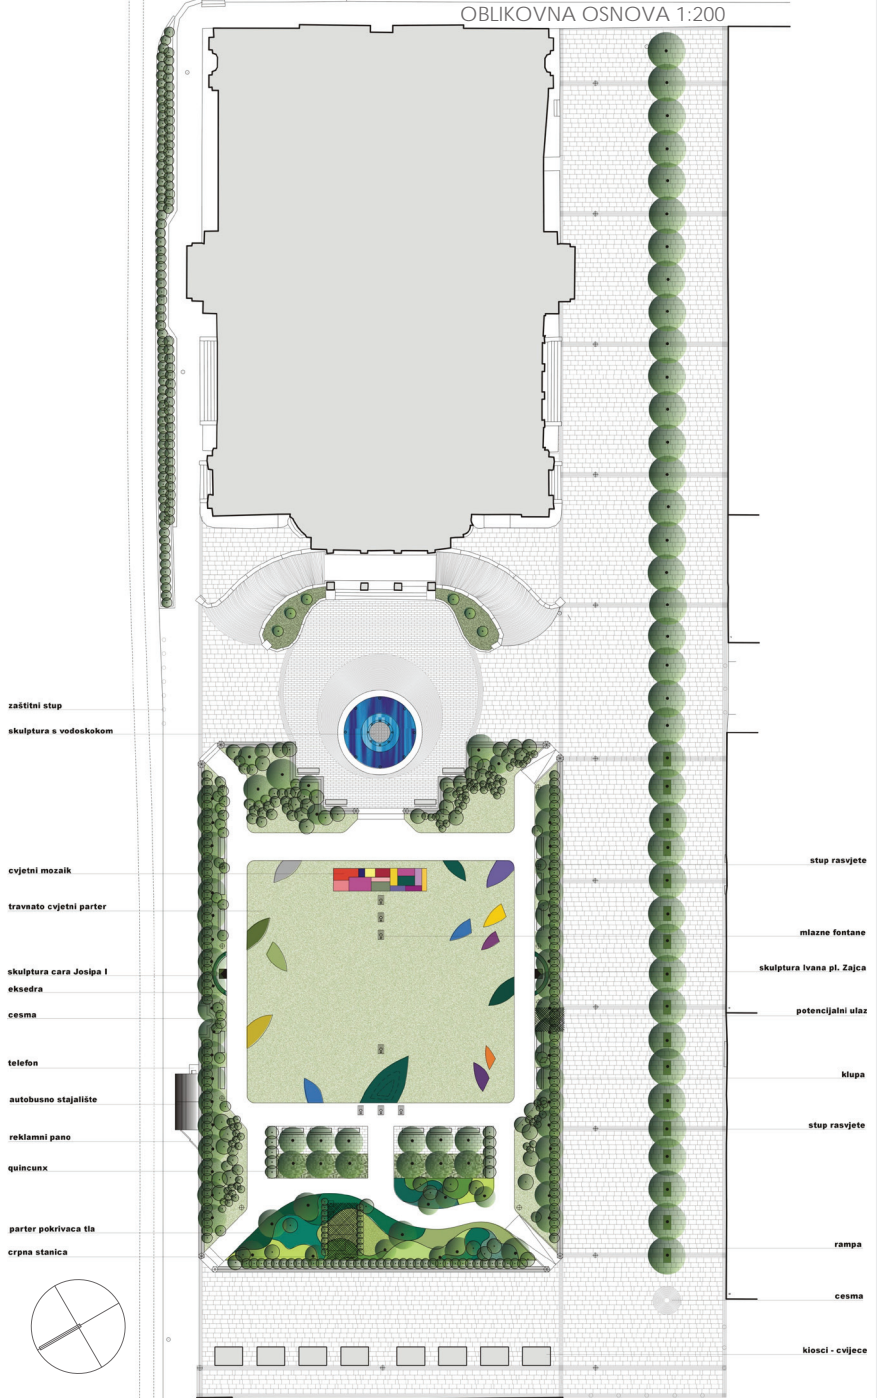 OBLIKOVNA OSNOVA 1:200
zaštitni stup
skulptura s vodoskokom
cvjetni mozaik
travnato cvjetni parter
skulptura cara Josipa I
eksedra
cesma
telefon
autobusno stajalište
reklamni pano
quincunx
parter pokrivaca tla
crpna stanica
stup rasvjete
mlazne fontane
skulptura Ivana pl. Zajca
potencijalni ulaz
klupa
stup rasvjete
rampa
cesma
kiosci - cvijece